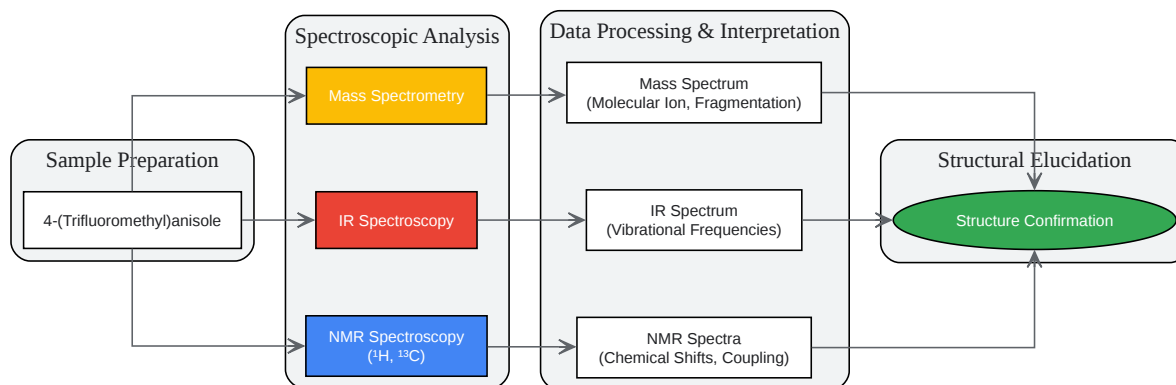 Sample Preparation
4-(Trifluoromethyl)anisole
Spectroscopic Analysis
Mass Spectrometry
IR Spectroscopy
NMR Spectroscopy
(¹H, ¹³C)
Data Processing & Interpretation
Mass Spectrum
(Molecular Ion, Fragmentation)
IR Spectrum
(Vibrational Frequencies)
NMR Spectra
(Chemical Shifts, Coupling)
Structural Elucidation
Structure Confirmation